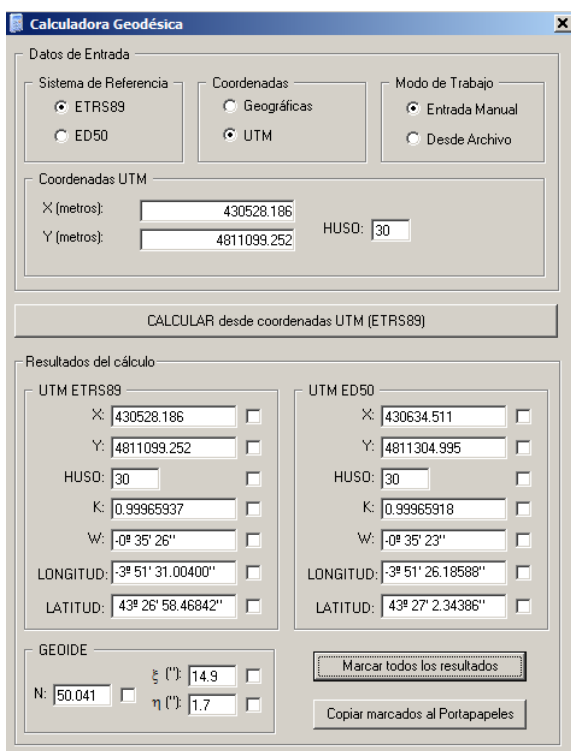 Calculadora Geodésica
Datos de Entrada
Sistema de Referencia
ETRS89
ED50
Coordenadas
Geográficas
UTM
Modo de Trabajo
Entrada Manual
Desde Archivo
Coordenadas UTM
X (metros): 430528.186
Y (metros): 4811099.252
HUSO: 30
CALCULAR desde coordenadas UTM (ETRS89)
Resultados del cálculo
UTM ETRS89
X: 430528.186
Y: 4811099.252
HUSO: 30
K: 0.99965937
W: -0º 35' 26''
LONGITUD: -3º 51' 31.00400''
LATITUD: 43º 26' 58.46842''
UTM ED50
X: 430634.511
Y: 4811304.995
HUSO: 30
K: 0.99965918
W: -0º 35' 23''
LONGITUD: -3º 51' 26.18588''
LATITUD: 43º 27' 2.34386''
GEOIDE
N: 50.041
ξ (''): 14.9
η (''): 1.7
Marcar todos los resultados
Copiar marcados al Portapapeles